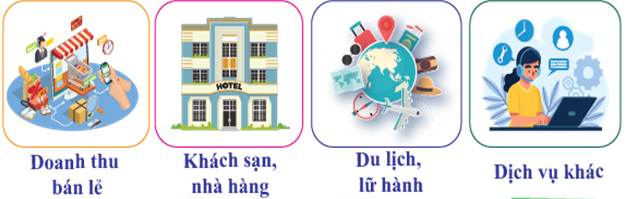 HOTEL
Doanh thu
bán lẻ
Khách sạn,
nhà hàng
Du lịch,
lữ hành
Dịch vụ khác